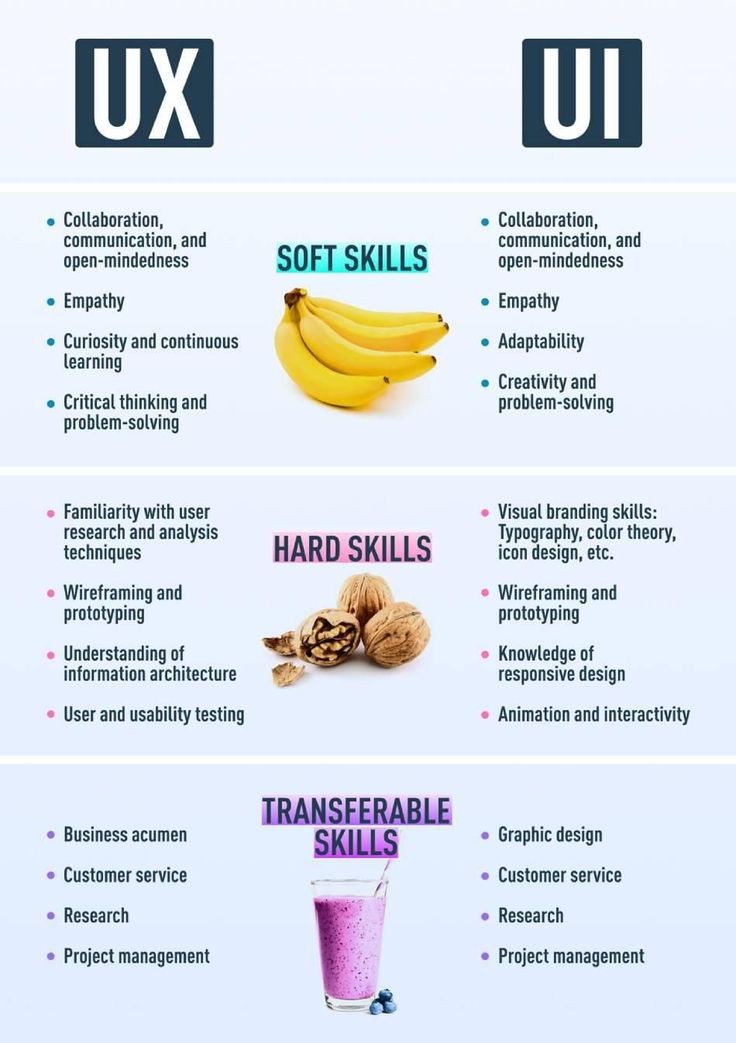 UX
UI
Collaboration,
communication, and
open-mindedness
Empathy
Curiosity and continuous
learning
Critical thinking and
problem-solving
SOFT SKILLS
Collaboration,
communication, and
open-mindedness
Empathy
Adaptability
Creativity and
problem-solving
Familiarity with user
research and analysis
techniques
Wireframing and
prototyping
Understanding of
information architecture
User and usability testing
HARD SKILLS
Visual branding skills:
Typography, color theory,
icon design, etc.
Wireframing and
prototyping
Knowledge of
responsive design
Animation and interactivity
Business acumen
Customer service
Research
Project management
TRANSFERABLE
SKILLS
Graphic design
Customer service
Research
Project management